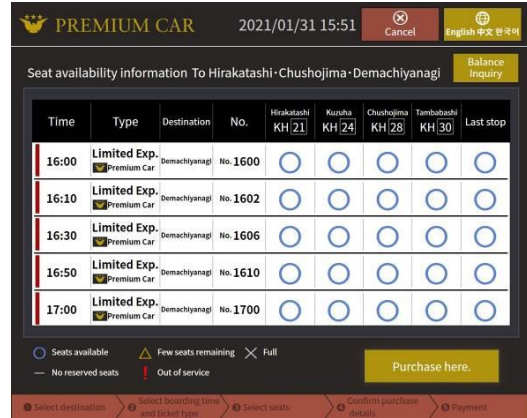 PREMIUM CAR
2021/01/31 15:51
Cancel
English 中文 한국어
Seat availability information To Hirakatashi・Chushojima・Demachiyanagi
Balance
Inquiry
Time Type Destination No. Hirakatashi KH 21 Kuzuha KH 24 Chushojima KH 28 Tambabashi KH 30 Last stop
16:00 Limited Exp. Premium Car Demachiyanagi No. 1600
16:10 Limited Exp. Premium Car Demachiyanagi No. 1602
16:30 Limited Exp. Premium Car Demachiyanagi No. 1606
16:50 Limited Exp. Premium Car Demachiyanagi No. 1610
17:00 Limited Exp. Premium Car Demachiyanagi No. 1700
Seats available Few seats remaining Full
No reserved seats Out of service
Purchase here.
1 Select destination
2 Select boarding time
and ticket type
3 Select seats
4 Confirm purchase
details
5 Payment